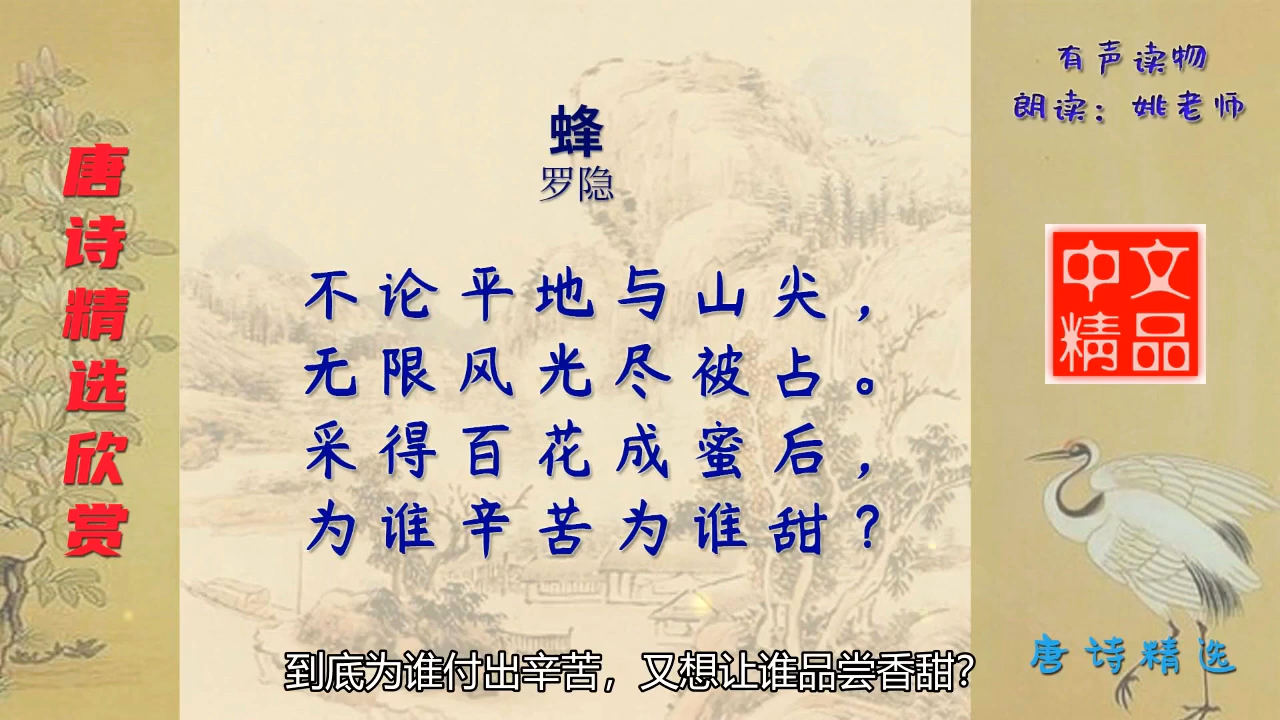 唐诗精选欣赏
蜂
罗隐
不论平地与山尖，
无限风光尽被占。
采得百花成蜜后，
为谁辛苦为谁甜？
到底为谁付出辛苦，又想让谁品尝香甜？
有声读物
朗读：姚老师
中文
精品
唐诗精选